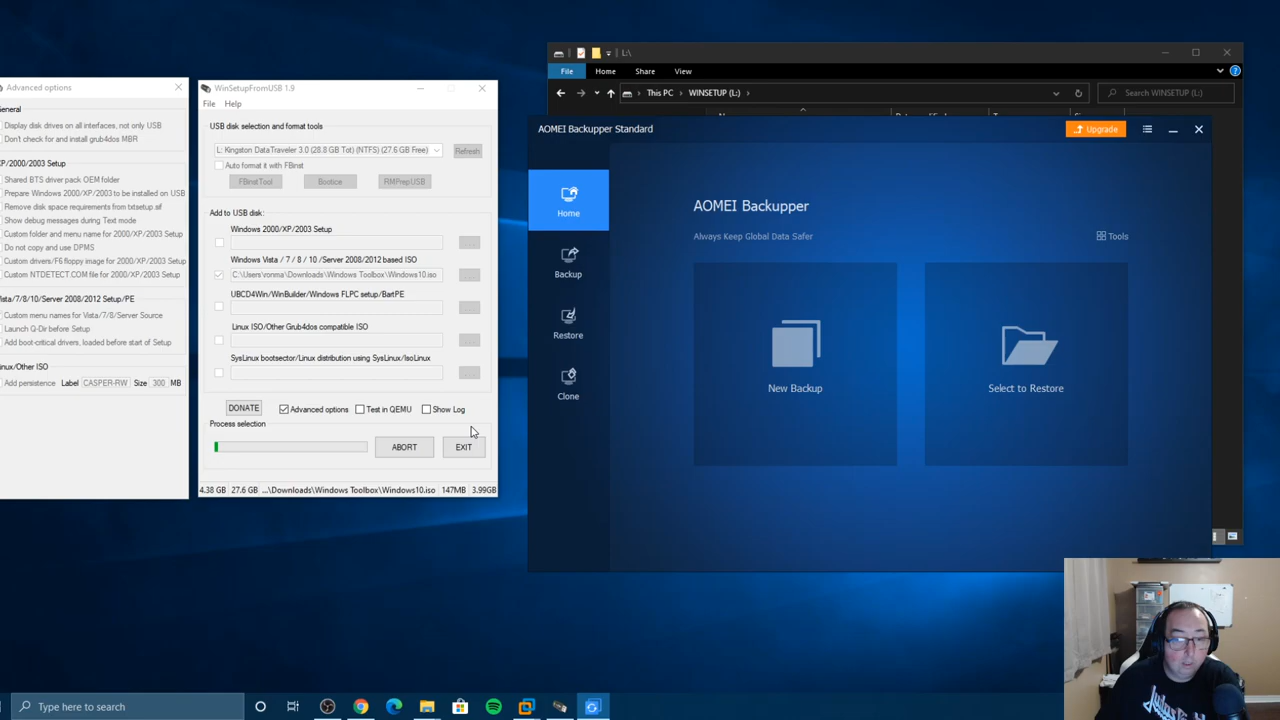 Advanced options
General
Display disk drives on all interfaces, not only USB
Don't check for and install grub4dos MBR
XP/2000/2003 Setup
Shared BTS driver pack OEM folder
Prepare Windows 2000/XP/2003 to be installed on USB
Remove disk space requirements from txtsetup.sif
Show debug messages during Text mode
Custom folder and menu name for 2000/XP/2003 Setup
Do not copy and use DPMS
Custom drivers/F6 floppy image for 2000/XP/2003
Custom NTDETECT.COM file for 2000/XP/2003 Setup
Vista/7/8/10/Server 2008/2012 Setup/PE
Custom menu names for Vista/7/8/Server Source
Launch Q-Dir before Setup
Add boot-critical drivers, loaded before start of Setup
Linux/Other ISO
Add persistence Label CASPER-RW Size 300 MB
WinSetupFromUSB 1.9
File Help
USB disk selection and format tools
L: Kingston DataTraveler 3.0 (28.8 GB Tot) (NTFS) (27.6 GB Free) Refresh
Auto format it with FBinst
FBinstTool Bootice RMPrepUSB
Add to USB disk:
Windows 2000/XP/2003 Setup
Windows Vista / 7 / 8 / 10 /Server 2008/2012 based ISO
C:\Users\ronma\Downloads\Windows Toolbox\Windows10.iso
UBCD4Win/WinBuilder/Windows FLPC setup/BartPE
Linux ISO/Other Grub4dos compatible ISO
SysLinux bootsector/Linux distribution using SysLinux/IsoLinux
DONATE Advanced options Test in QEMU Show Log
Process selection
ABORT EXIT
4.38 GB 27.6 GB ...\Downloads\Windows Toolbox\Windows10.iso 147MB 3.99GB
L:\
File Home Share View
This PC > WINSETUP (L:) > Search WINSETUP (L:)
AOMEI Backupper Standard Upgrade
Home
Backup
Restore
Clone
AOMEI Backupper
Always Keep Global Data Safer Tools
New Backup Select to Restore
Type here to search